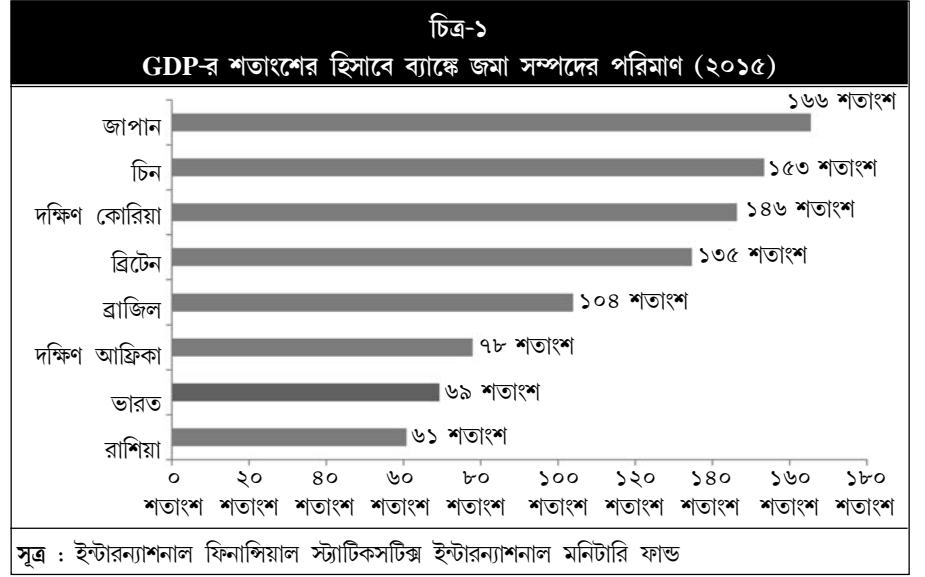 চিত্র-১
GDP-র শতাংশের হিসাবে ব্যাঙ্কে জমা সম্পদের পরিমাণ (২০১৫)
জাপান ১৬৬ শতাংশ
চিন ১৫৩ শতাংশ
দক্ষিণ কোরিয়া ১৪৬ শতাংশ
ব্রিটেন ১৩৫ শতাংশ
ব্রাজিল ১০৪ শতাংশ
দক্ষিণ আফ্রিকা ৭৮ শতাংশ
ভারত ৬৯ শতাংশ
রাশিয়া ৬১ শতাংশ
০ ২০ ৪০ ৬০ ৮০ ১০০ ১২০ ১৪০ ১৬০ ১৮০
শতাংশ শতাংশ শতাংশ শতাংশ শতাংশ শতাংশ শতাংশ শতাংশ শতাংশ শতাংশ
সূত্র : ইন্টারন্যাশনাল ফিনান্সিয়াল স্ট্যাটিকসটিক্স ইন্টারন্যাশনাল মনিটারি ফান্ড